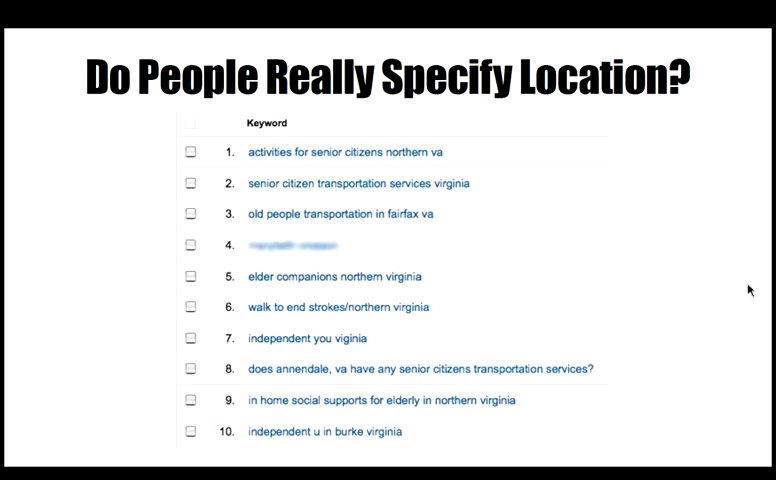 Do People Really Specify Location?
Keyword
1. activities for senior citizens northern va
2. senior citizen transportation services virginia
3. old people transportation in fairfax va
4.
5. elder companions northern virginia
6. walk to end strokes/northern virginia
7. independent you viginia
8. does annendale, va have any senior citizens transportation services?
9. in home social supports for elderly in northern virginia
10. independent u in burke virginia